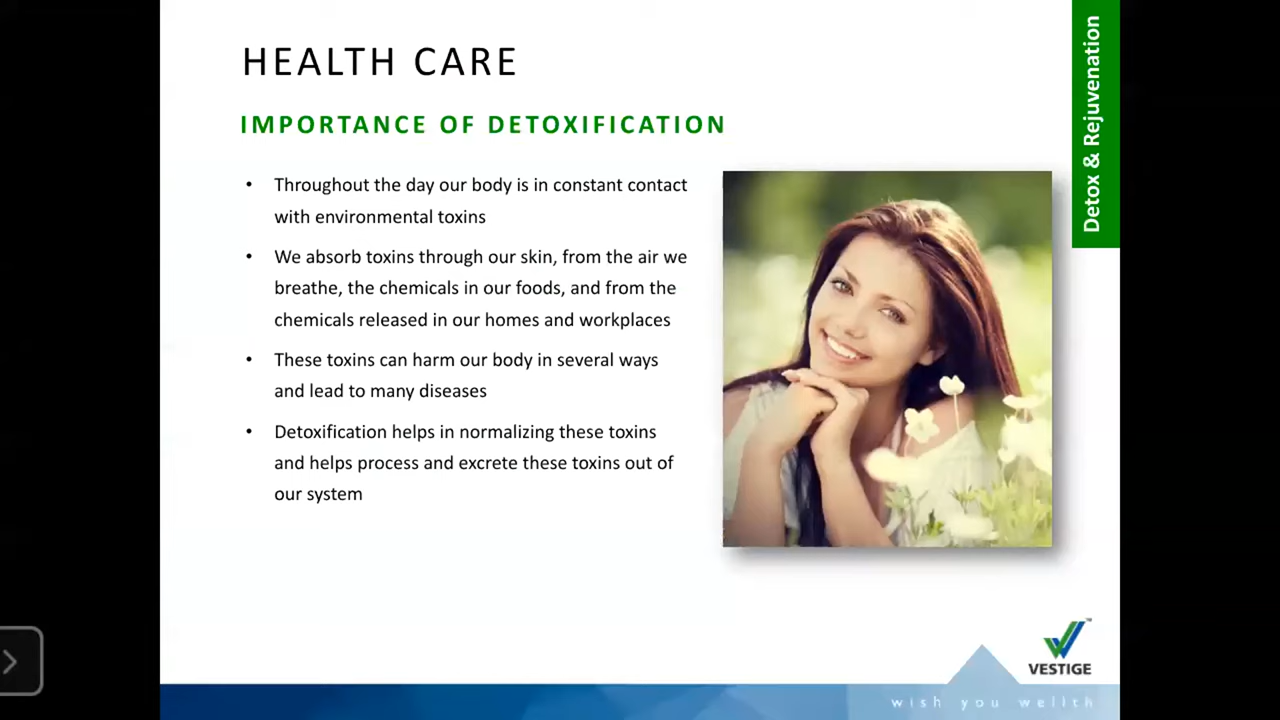 HEALTH CARE
IMPORTANCE OF DETOXIFICATION
• Throughout the day our body is in constant contact
with environmental toxins
• We absorb toxins through our skin, from the air we
breathe, the chemicals in our foods, and from the
chemicals released in our homes and workplaces
• These toxins can harm our body in several ways
and lead to many diseases
• Detoxification helps in normalizing these toxins
and helps process and excrete these toxins out of
our system
Detox & Rejuvenation
VESTIGE
wish you wellth